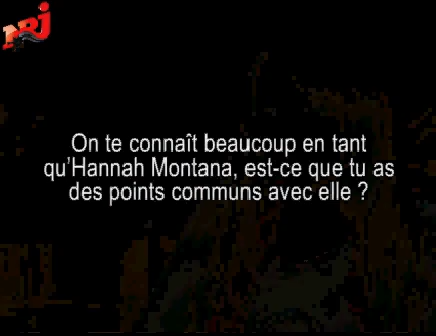 NRJ
On te connaît beaucoup en tant
qu'Hannah Montana, est-ce que tu as
des points communs avec elle ?